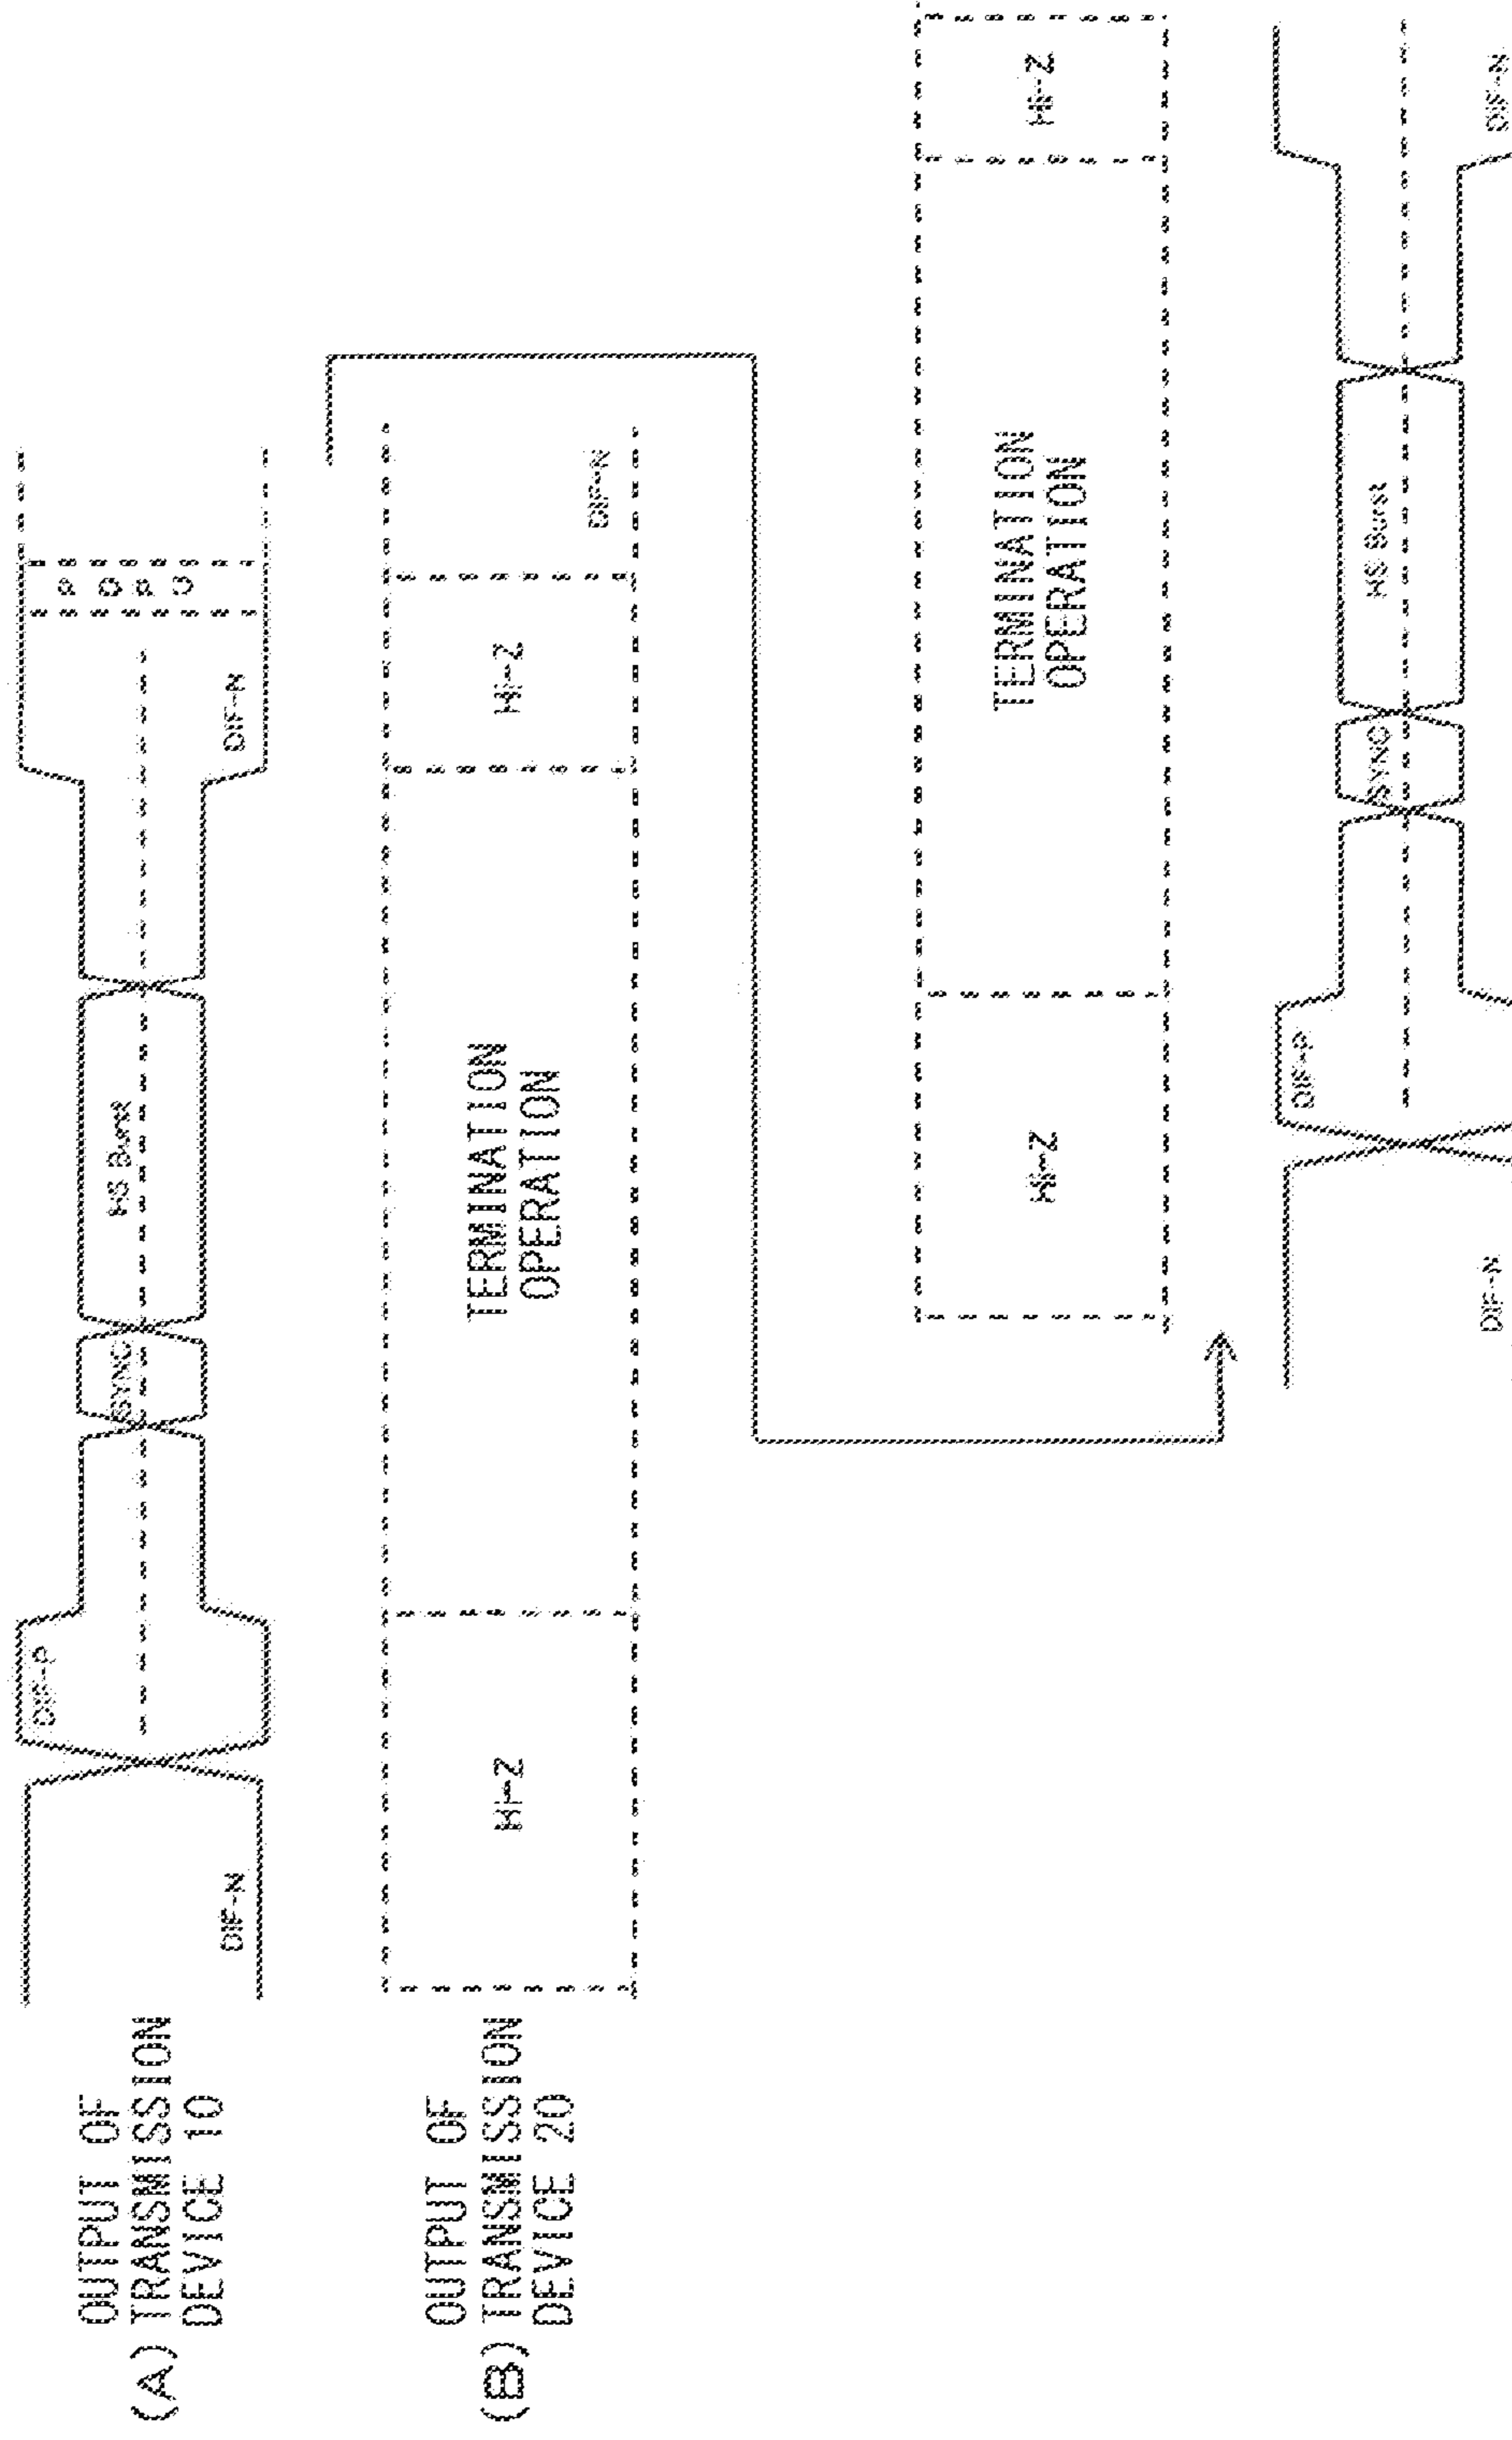 (A) OUTPUT OF
TRANSMISSION
DEVICE 10
DIF-N
DIF-P
SYNC
HS Burst
DIF-N
(B) OUTPUT OF
TRANSMISSION
DEVICE 20
Hi-Z
TERMINATION
OPERATION
Hi-Z
DIF-N
Hi-Z
TERMINATION
OPERATION
Hi-Z
DIF-N
DIF-P
SYNC
HS Burst
DIF-N